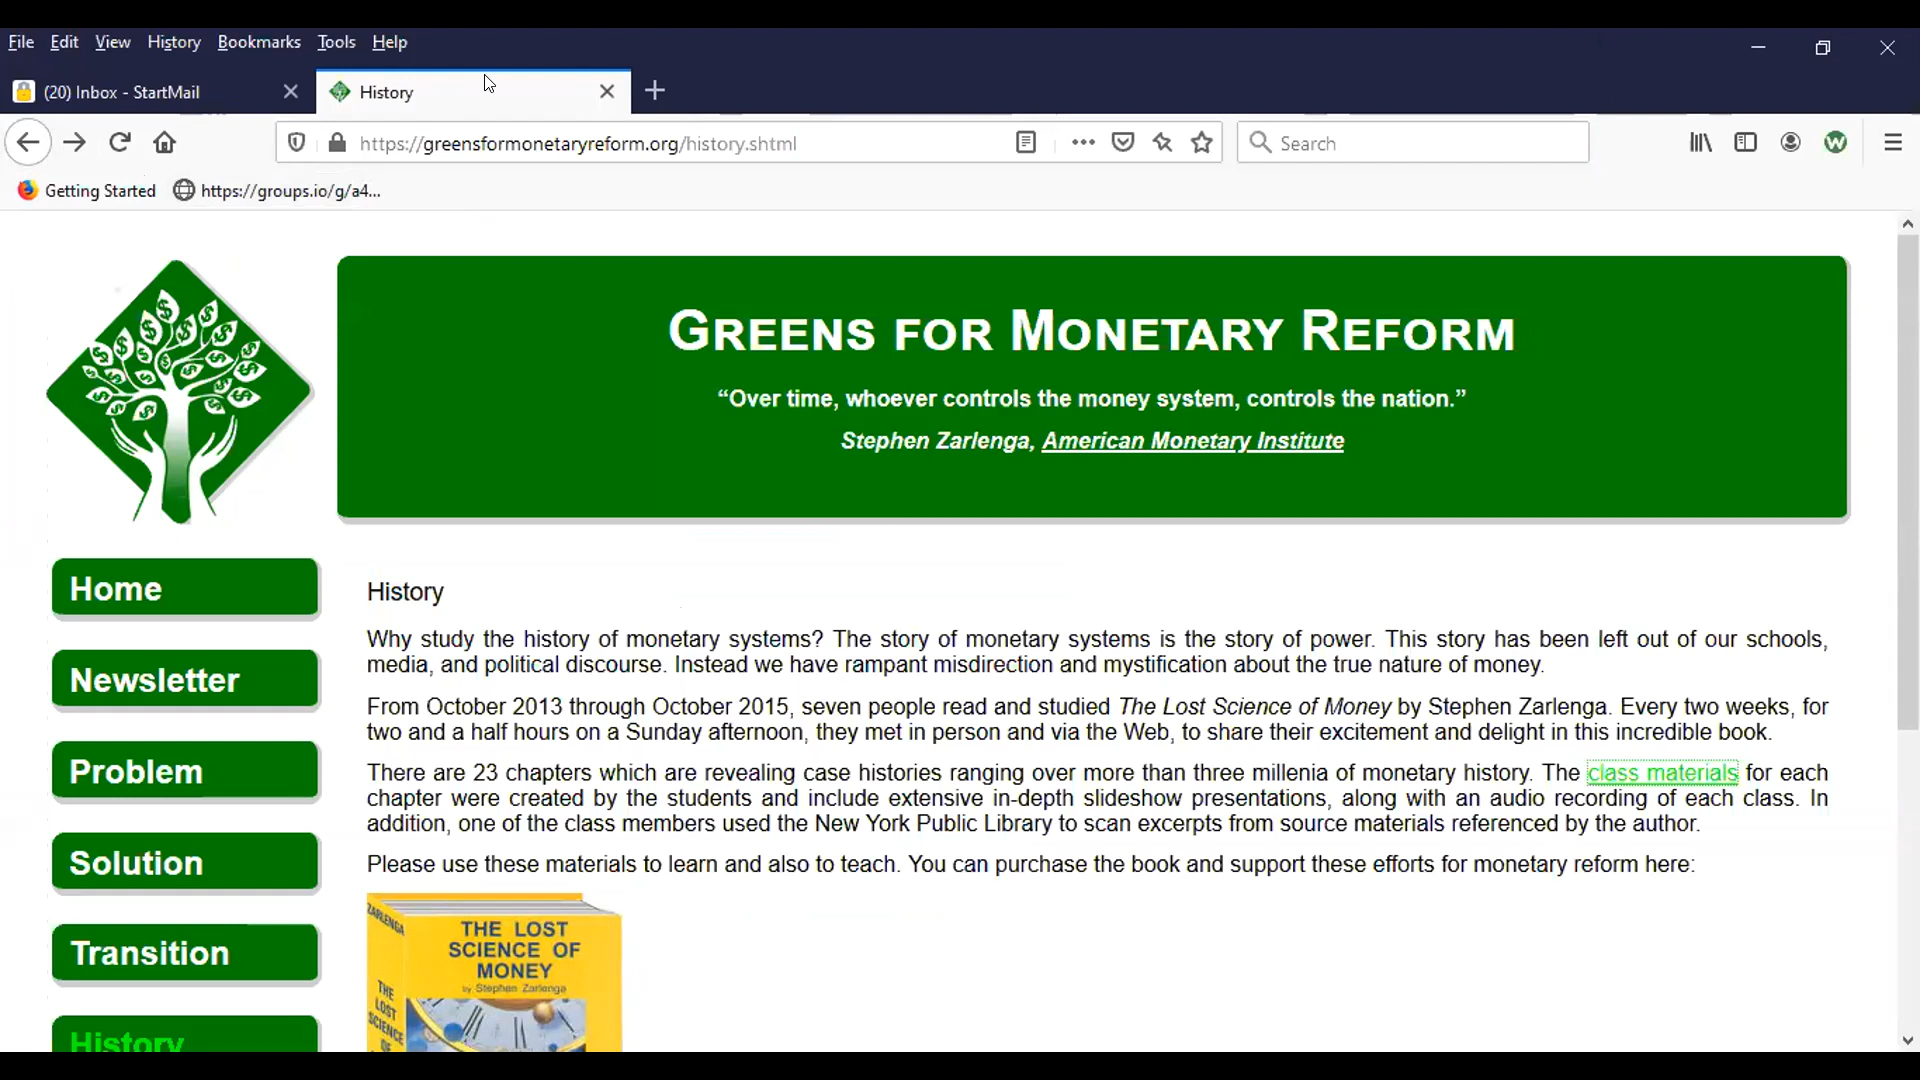 File Edit View History Bookmarks Tools Help
(20) Inbox - StartMail
History
https://greensformonetaryreform.org/history.shtml
Search
Getting Started
https://groups.io/g/a4...
GREENS FOR MONETARY REFORM
“Over time, whoever controls the money system, controls the nation.”
Stephen Zarlenga, American Monetary Institute
Home
Newsletter
Problem
Solution
Transition
History
History
Why study the history of monetary systems? The story of monetary systems is the story of power. This story has been left out of our schools,
media, and political discourse. Instead we have rampant misdirection and mystification about the true nature of money.
From October 2013 through October 2015, seven people read and studied The Lost Science of Money by Stephen Zarlenga. Every two weeks, for
two and a half hours on a Sunday afternoon, they met in person and via the Web, to share their excitement and delight in this incredible book.
There are 23 chapters which are revealing case histories ranging over more than three millenia of monetary history. The class materials for each
chapter were created by the students and include extensive in-depth slideshow presentations, along with an audio recording of each class. In
addition, one of the class members used the New York Public Library to scan excerpts from source materials referenced by the author.
Please use these materials to learn and also to teach. You can purchase the book and support these efforts for monetary reform here:
ZARLENGA
THE LOST
SCIENCE OF
MONEY
by Stephen Zarlenga
THE
LOST
SCIENCE
OF